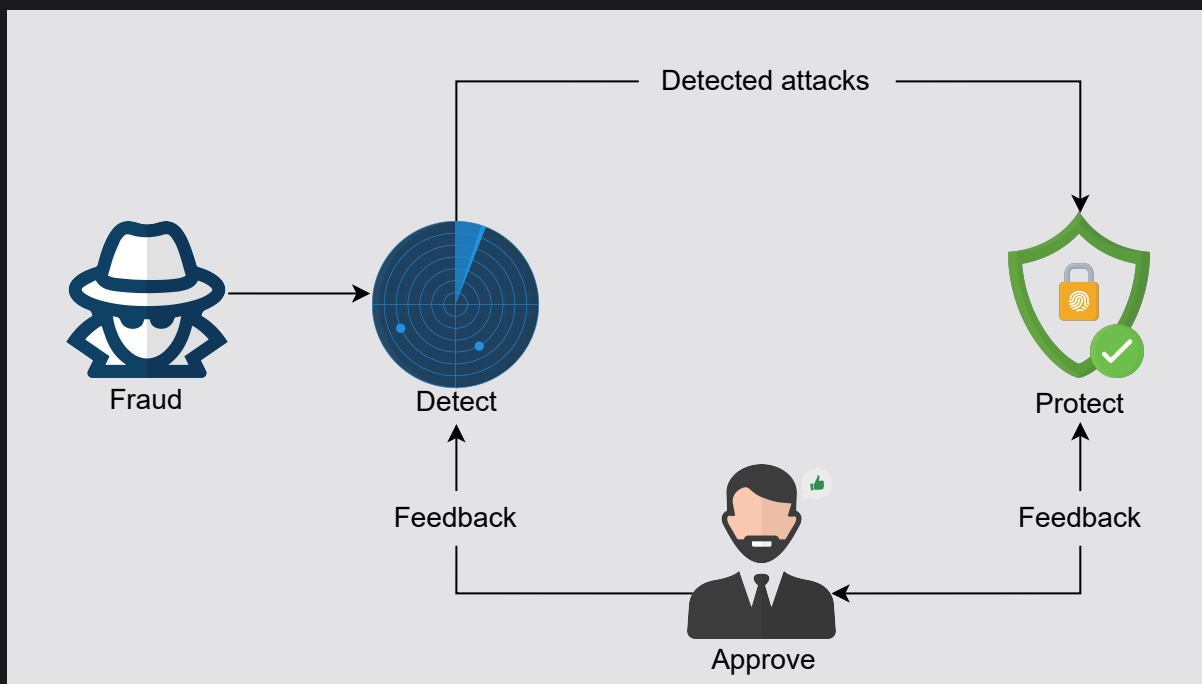 Detected attacks
Fraud
Detect
Protect
Feedback
Feedback
Approve